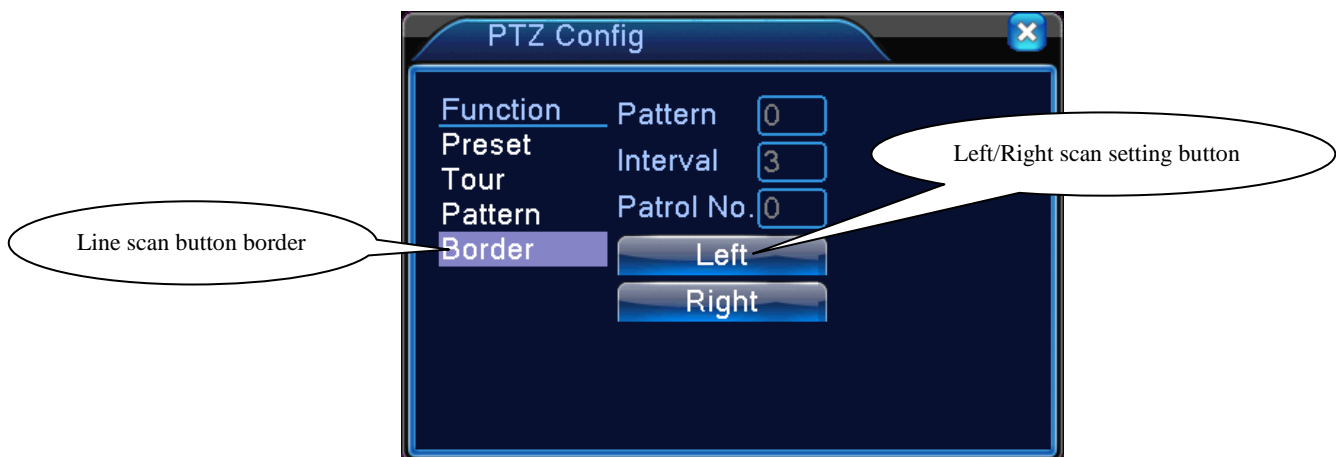 PTZ Config
Function
Preset
Tour
Pattern
Border
Pattern 0
Interval 3
Patrol No. 0
Left
Right
Line scan button border
Left/Right scan setting button